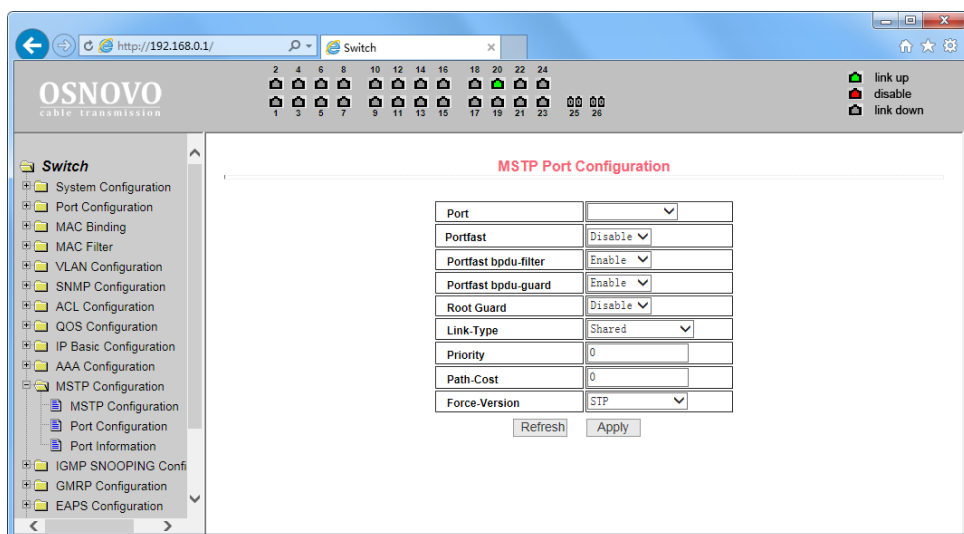 http://192.168.0.1/
Switch
OSNOVO
cable transmission
2 4 6 8 10 12 14 16 18 20 22 24
1 3 5 7 9 11 13 15 17 19 21 23 25 26
link up
disable
link down
Switch
System Configuration
Port Configuration
MAC Binding
MAC Filter
VLAN Configuration
SNMP Configuration
ACL Configuration
QOS Configuration
IP Basic Configuration
AAA Configuration
MSTP Configuration
MSTP Configuration
Port Configuration
Port Information
IGMP SNOOPING Confi
GMRP Configuration
EAPS Configuration
MSTP Port Configuration
Port
Portfast Disable
Portfast bpdu-filter Enable
Portfast bpdu-guard Enable
Root Guard Disable
Link-Type Shared
Priority 0
Path-Cost 0
Force-Version STP
Refresh Apply